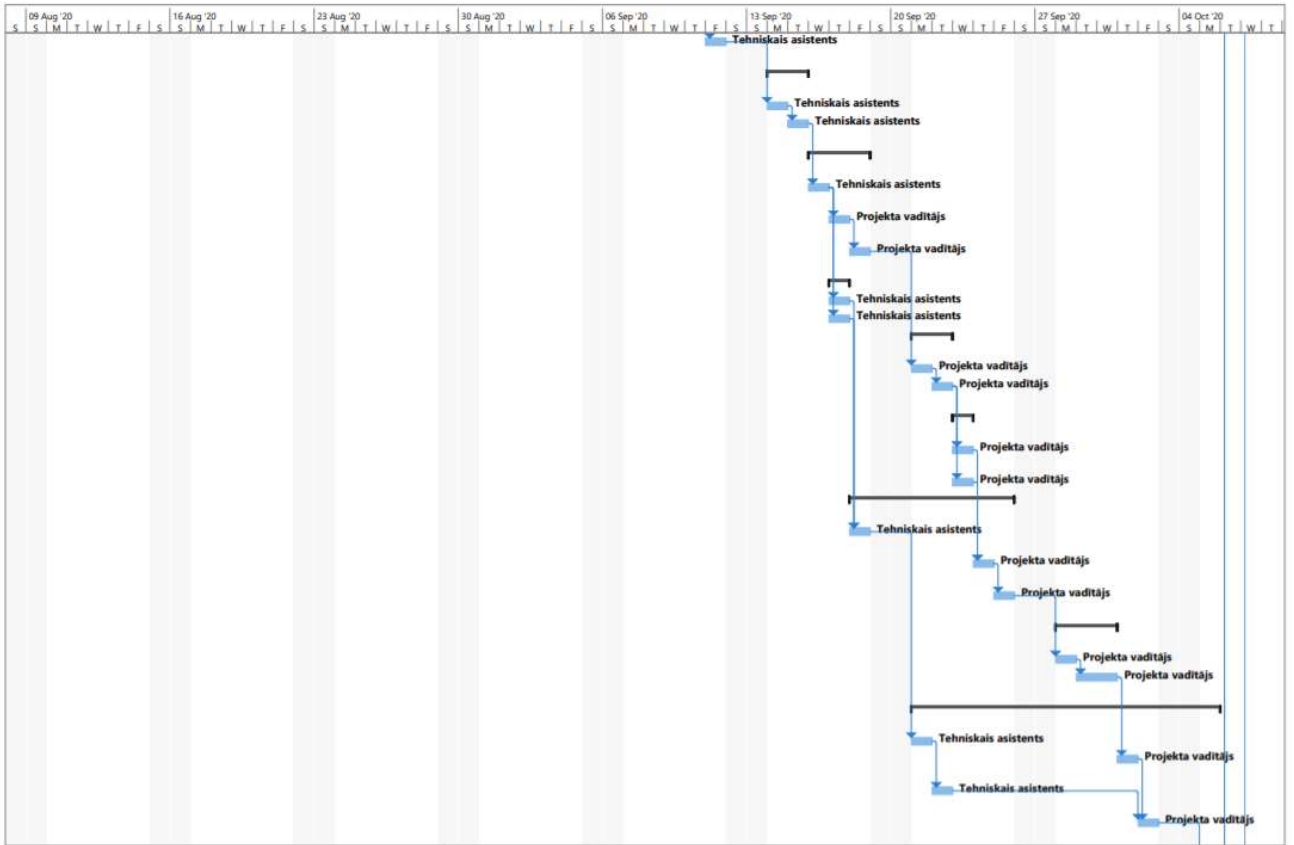 09 Aug '20 16 Aug '20 23 Aug '20 30 Aug '20 06 Sep '20 13 Sep '20 20 Sep '20 27 Sep '20 04 Oct '20
S S M T W T F S S M T W T F S S M T W T F S S M T W T F S S M T W T F S S M T W T F S S M T W T F S S M T W T F S S M T W T
Tehniskais asistents
Tehniskais asistents
Tehniskais asistents
Tehniskais asistents
Projekta vadītājs
Projekta vadītājs
Tehniskais asistents
Tehniskais asistents
Projekta vadītājs
Projekta vadītājs
Projekta vadītājs
Projekta vadītājs
Tehniskais asistents
Projekta vadītājs
Projekta vadītājs
Projekta vadītājs
Projekta vadītājs
Tehniskais asistents
Projekta vadītājs
Tehniskais asistents
Projekta vadītājs